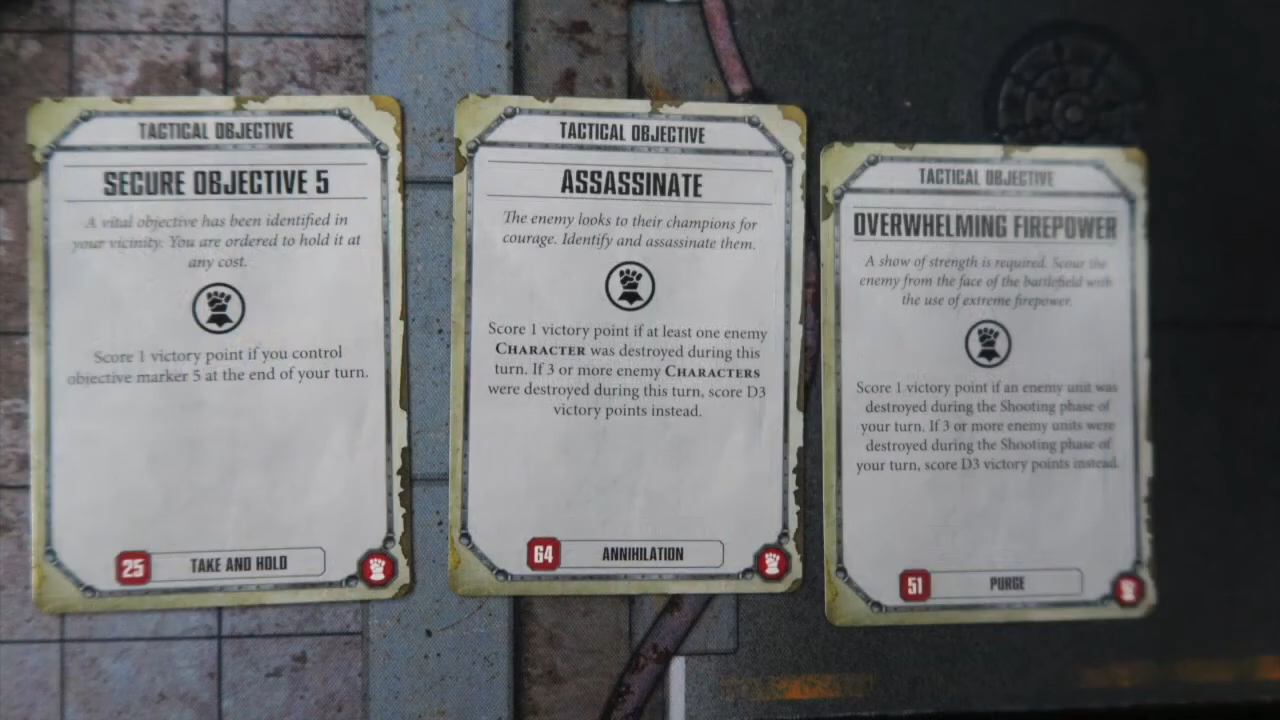 TACTICAL OBJECTIVE
SECURE OBJECTIVE 5
A vital objective has been identified in
your vicinity. You are ordered to hold it at
any cost.
Score 1 victory point if you control
objective marker 5 at the end of your turn.
25 TAKE AND HOLD
TACTICAL OBJECTIVE
ASSASSINATE
The enemy looks to their champions for
courage. Identify and assassinate them.
Score 1 victory point if at least one enemy
CHARACTER was destroyed during this
turn. If 3 or more enemy CHARACTERS
were destroyed during this turn, score D3
victory points instead.
64 ANNIHILATION
TACTICAL OBJECTIVE
OVERWHELMING FIREPOWER
A show of strength is required. Scour the
enemy from the face of the battlefield with
the use of extreme firepower.
Score 1 victory point if an enemy unit was
destroyed during the Shooting phase of
your turn. If 3 or more enemy units were
destroyed during the Shooting phase of
your turn, score D3 victory points instead.
51 PURGE